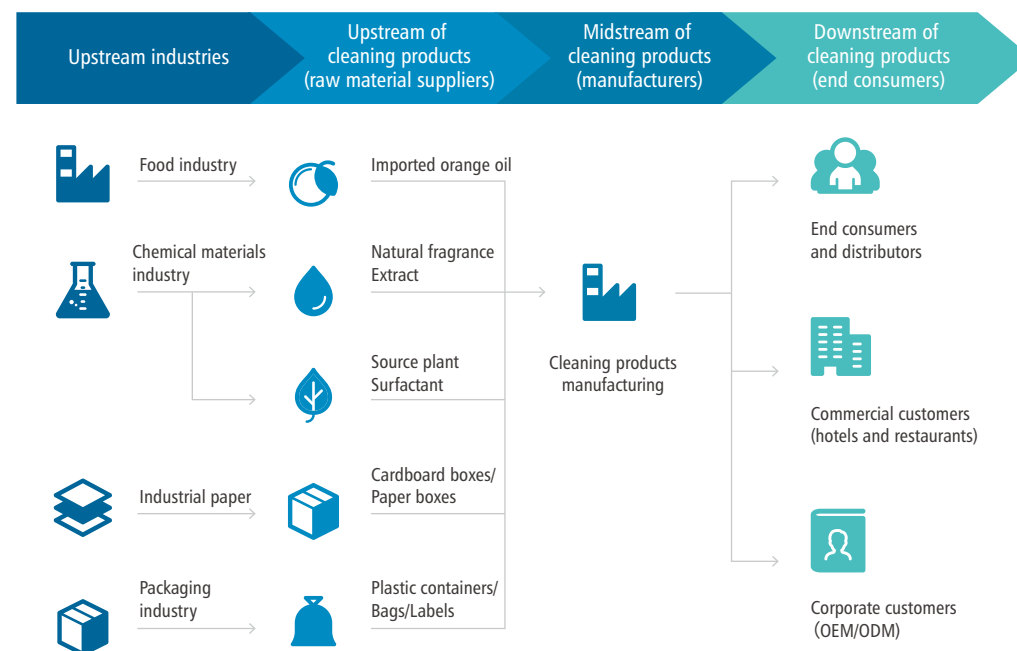 Upstream industries
Upstream of
cleaning products
(raw material suppliers)
Midstream of
cleaning products
(manufacturers)
Downstream of
cleaning products
(end consumers)
Food industry
Imported orange oil
End consumers
and distributors
Chemical materials
industry
Natural fragrance
Extract
Source plant
Surfactant
Cleaning products
manufacturing
Commercial customers
(hotels and restaurants)
Industrial paper
Cardboard boxes/
Paper boxes
Packaging
industry
Plastic containers/
Bags/Labels
Corporate customers
（OEM/ODM)